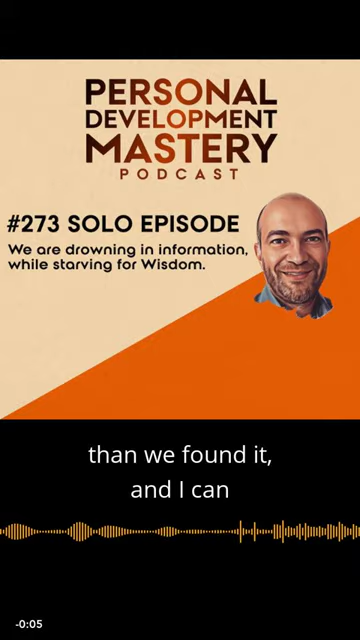 PERSONAL
DEVELOPMENT
MASTERY
PODCAST
#273 SOLO EPISODE
We are drowning in information,
while starving for Wisdom.
than we found it,
and I can
-0:05